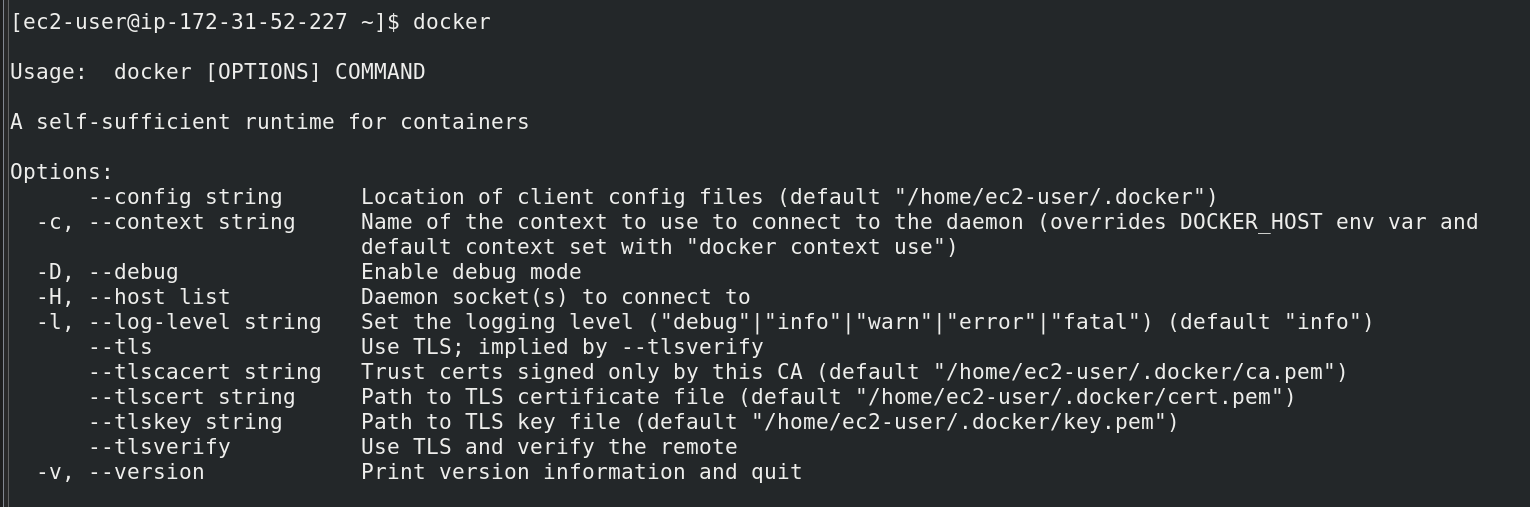 [ec2-user@ip-172-31-52-227 ~]$ docker
Usage:  docker [OPTIONS] COMMAND
A self-sufficient runtime for containers
Options:
      --config string      Location of client config files (default "/home/ec2-user/.docker")
  -c, --context string     Name of the context to use to connect to the daemon (overrides DOCKER_HOST env var and
                           default context set with "docker context use")
  -D, --debug              Enable debug mode
  -H, --host list          Daemon socket(s) to connect to
  -l, --log-level string   Set the logging level ("debug"|"info"|"warn"|"error"|"fatal") (default "info")
      --tls                Use TLS; implied by --tlsverify
      --tlscacert string   Trust certs signed only by this CA (default "/home/ec2-user/.docker/ca.pem")
      --tlscert string     Path to TLS certificate file (default "/home/ec2-user/.docker/cert.pem")
      --tlskey string      Path to TLS key file (default "/home/ec2-user/.docker/key.pem")
      --tlsverify          Use TLS and verify the remote
  -v, --version            Print version information and quit